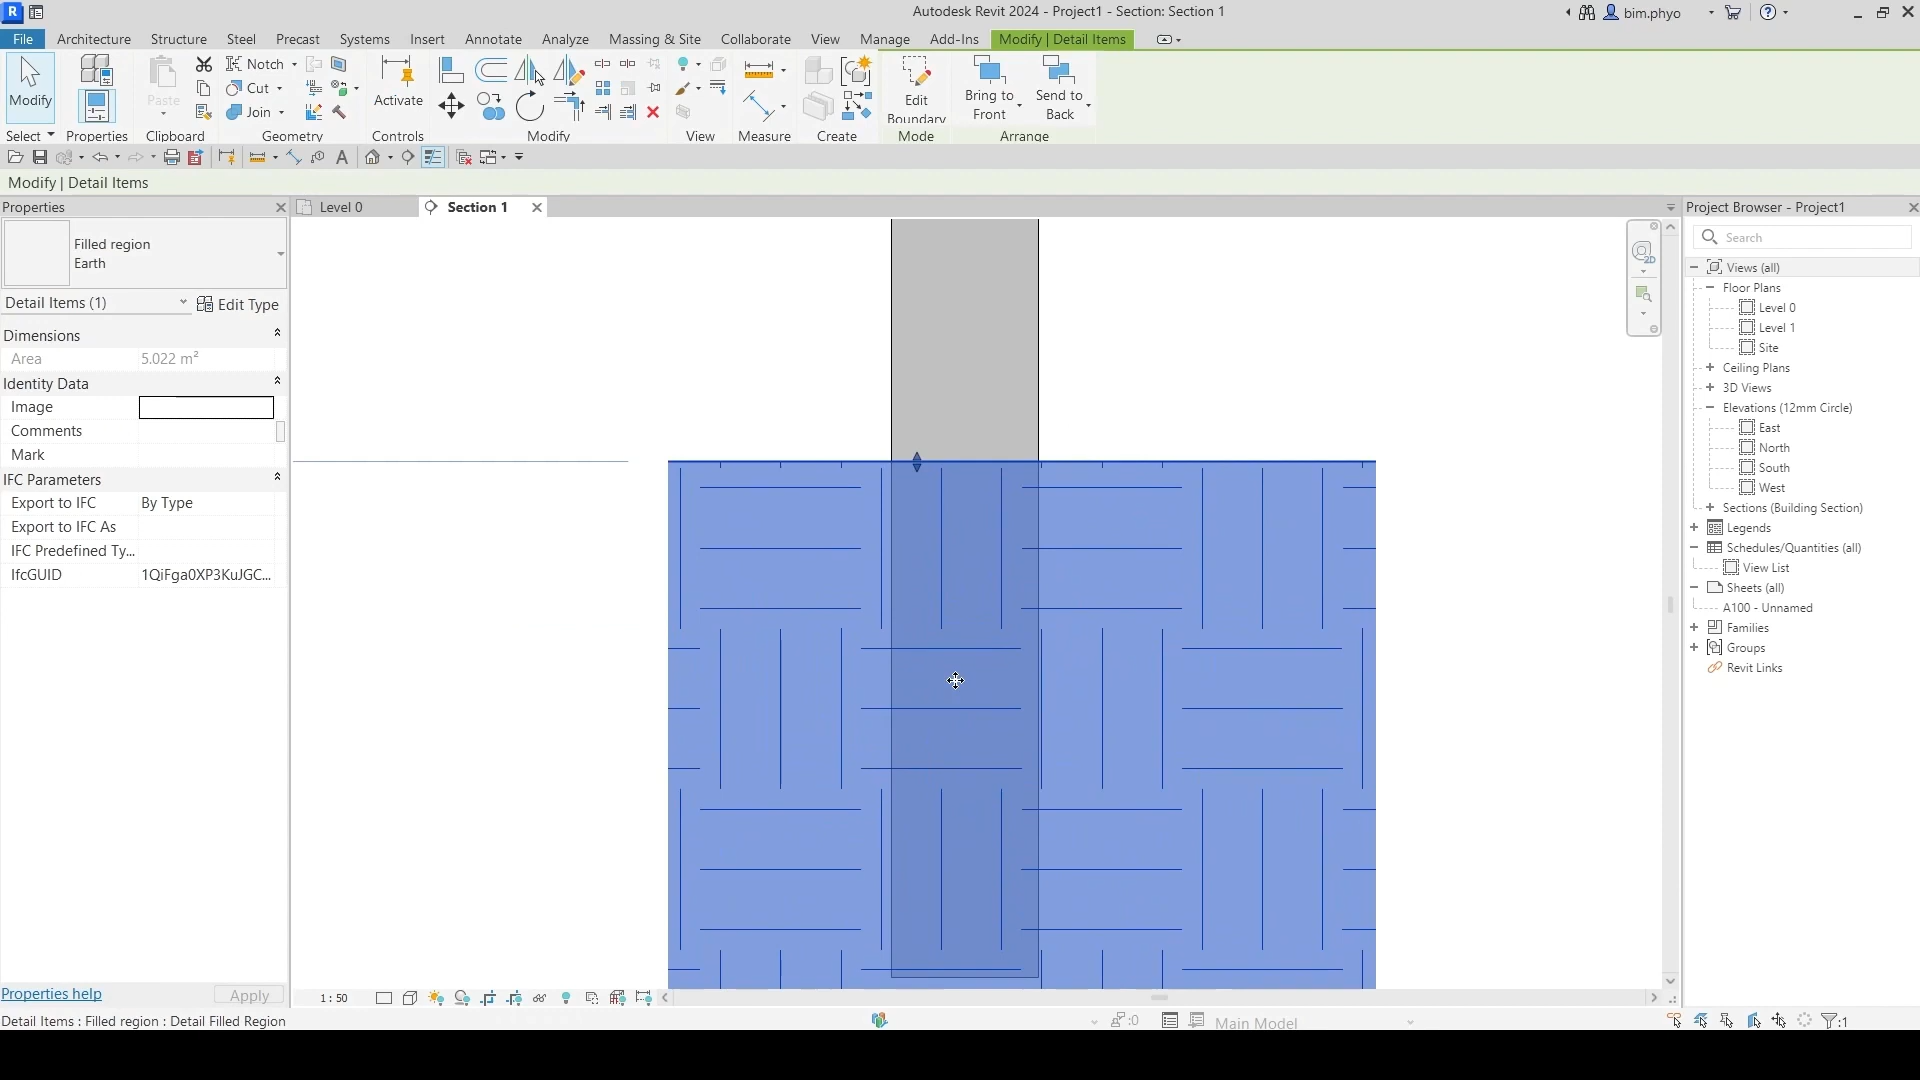 Autodesk Revit 2024 - Project1 - Section: Section 1
bim.phyo
File Architecture Structure Steel Precast Systems Insert Annotate Analyze Massing & Site Collaborate View Manage Add-Ins Modify | Detail Items
Modify
Paste
Notch
Cut
Join
Activate
Edit Boundary
Bring to Front
Send to Back
Select Properties Clipboard Geometry Controls Modify View Measure Create Mode Arrange
Modify | Detail Items
Properties
Level 0
Section 1
Project Browser - Project1
Filled region
Earth
Detail Items (1)
Edit Type
Dimensions
Area 5.022 m²
Identity Data
Image
Comments
Mark
IFC Parameters
Export to IFC By Type
Export to IFC As
IFC Predefined Ty...
IfcGUID 1QiFga0XP3KuJGC...
Properties help
Apply
Search
Views (all)
Floor Plans
Level 0
Level 1
Site
Ceiling Plans
3D Views
Elevations (12mm Circle)
East
North
South
West
Sections (Building Section)
Legends
Schedules/Quantities (all)
View List
Sheets (all)
A100 - Unnamed
Families
Groups
Revit Links
1 : 50
Detail Items : Filled region : Detail Filled Region
:0
Main Model
:1